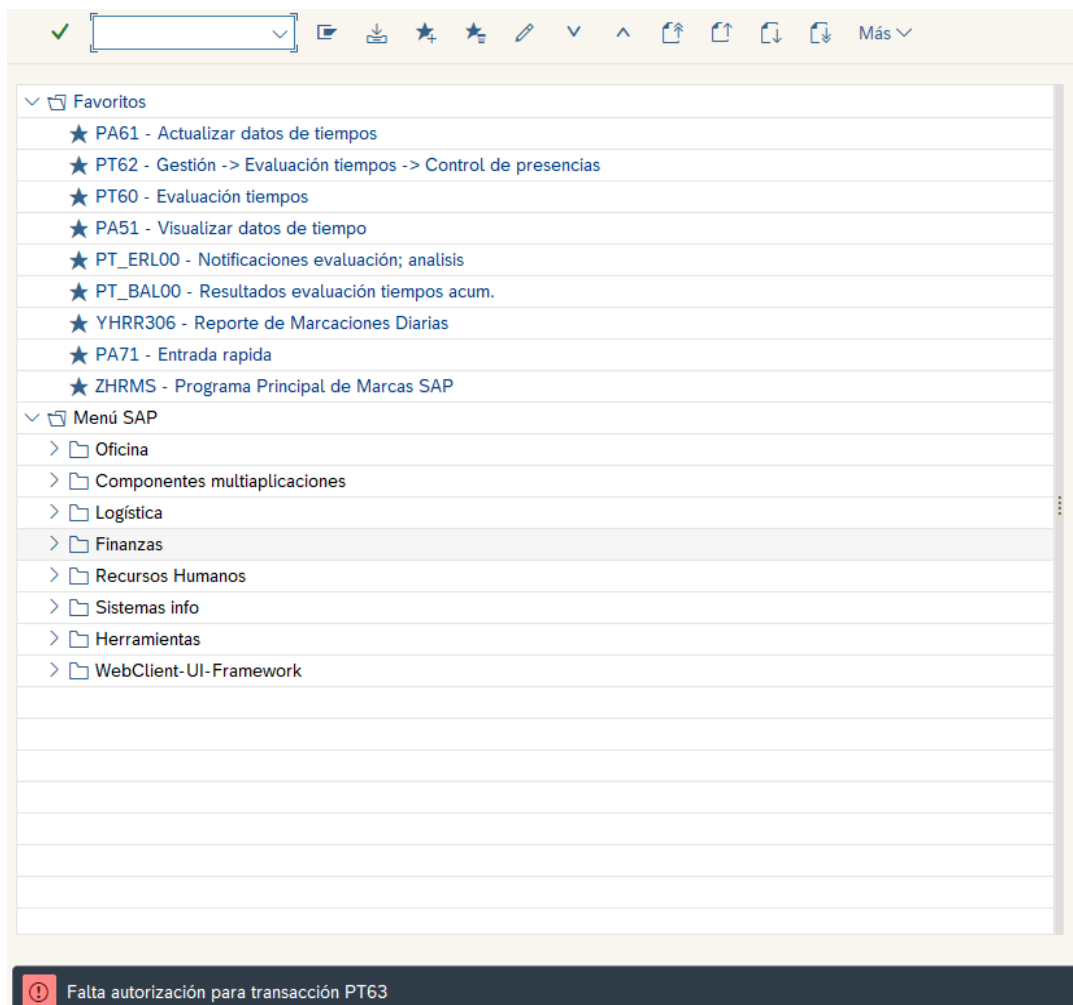 Más
Favoritos
PA61 - Actualizar datos de tiempos
PT62 - Gestión -> Evaluación tiempos -> Control de presencias
PT60 - Evaluación tiempos
PA51 - Visualizar datos de tiempo
PT_ERL00 - Notificaciones evaluación; analisis
PT_BAL00 - Resultados evaluación tiempos acum.
YHRR306 - Reporte de Marcaciones Diarias
PA71 - Entrada rapida
ZHRMS - Programa Principal de Marcas SAP
Menú SAP
Oficina
Componentes multiaplicaciones
Logística
Finanzas
Recursos Humanos
Sistemas info
Herramientas
WebClient-UI-Framework
Falta autorización para transacción PT63